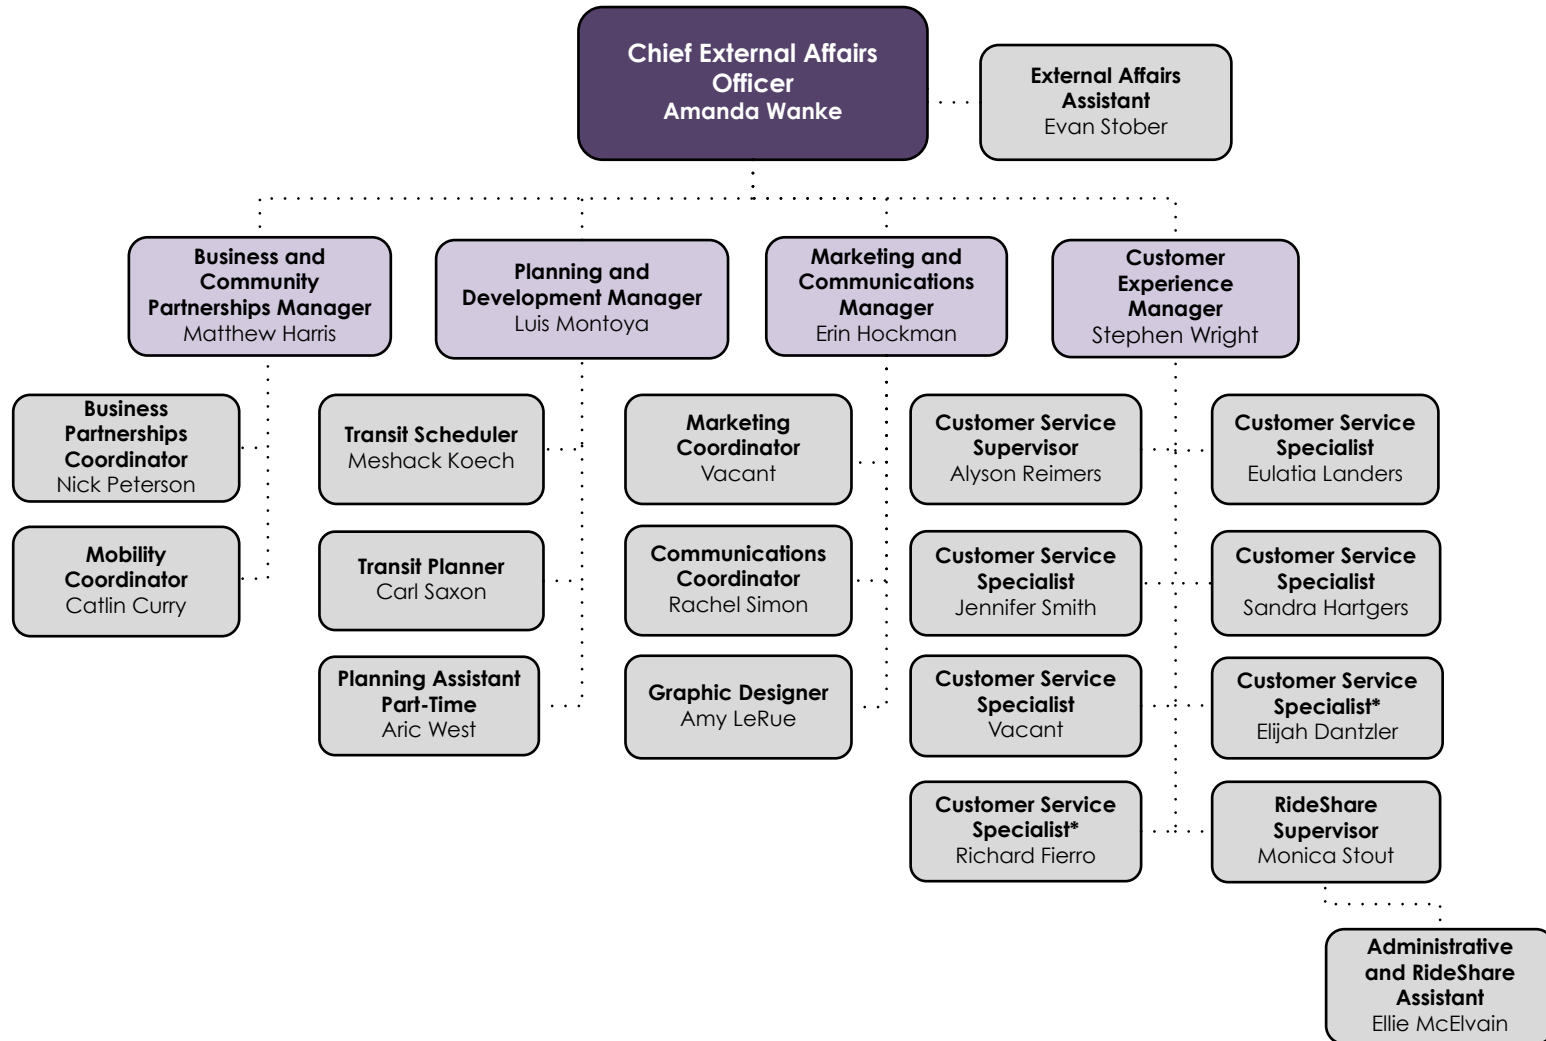 Chief External Affairs
Officer
Amanda Wanke
External Affairs
Assistant
Evan Stober
Business and
Community
Partnerships Manager
Matthew Harris
Planning and
Development Manager
Luis Montoya
Marketing and
Communications
Manager
Erin Hockman
Customer
Experience
Manager
Stephen Wright
Business
Partnerships
Coordinator
Nick Peterson
Transit Scheduler
Meshack Koech
Marketing
Coordinator
Vacant
Customer Service
Supervisor
Alyson Reimers
Customer Service
Specialist
Eulatia Landers
Mobility
Coordinator
Catlin Curry
Transit Planner
Carl Saxon
Communications
Coordinator
Rachel Simon
Customer Service
Specialist
Jennifer Smith
Customer Service
Specialist
Sandra Hartgers
Planning Assistant
Part-Time
Aric West
Graphic Designer
Amy LeRue
Customer Service
Specialist
Vacant
Customer Service
Specialist*
Elijah Dantzler
Customer Service
Specialist*
Richard Fierro
RideShare
Supervisor
Monica Stout
Administrative
and RideShare
Assistant
Ellie McElvain